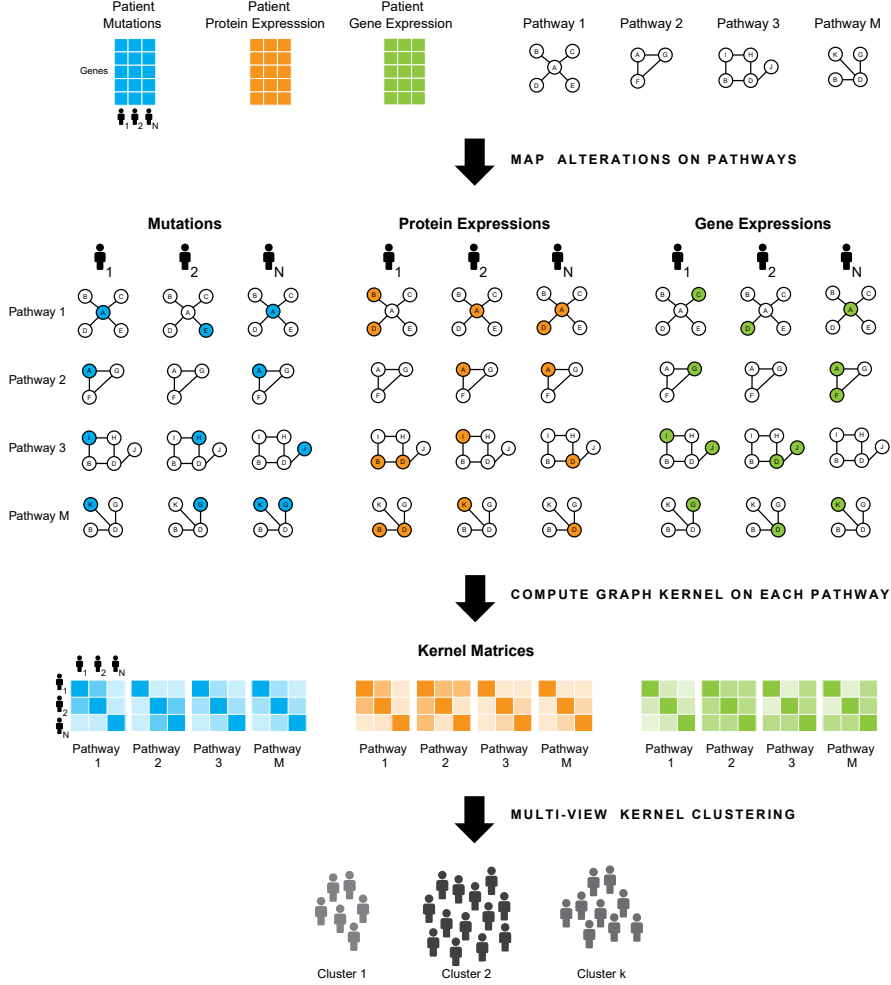 Patient
Mutations
Patient
Protein Expresssion
Patient
Gene Expression
Pathway 1
Pathway 2
Pathway 3
Pathway M
Genes
1 2 N
B C A D E
A G F
I H J B D
K G B D
MAP ALTERATIONS ON PATHWAYS
Mutations
Protein Expressions
Gene Expressions
1 2 N
1 2 N
1 2 N
Pathway 1
B C A D E
B C A D E
B C A D E
B C A D E
B C A D E
B C A D E
B C A D E
B C A D E
B C A D E
Pathway 2
A G F
A G F
A G F
A G F
A G F
A G F
A G F
A G F
A G F
Pathway 3
I H J B D
I H J B D
I H J B D
I H J B D
I H J B D
I H J B D
I H J B D
I H J B D
I H J B D
Pathway M
K G B D
K G B D
K G B D
K G B D
K G B D
K G B D
K G B D
K G B D
K G B D
COMPUTE GRAPH KERNEL ON EACH PATHWAY
Kernel Matrices
1 2 N
1
2
N
Pathway
1
Pathway
2
Pathway
3
Pathway
M
Pathway
1
Pathway
2
Pathway
3
Pathway
M
Pathway
1
Pathway
2
Pathway
3
Pathway
M
MULTI-VIEW KERNEL CLUSTERING
Cluster 1
Cluster 2
Cluster k